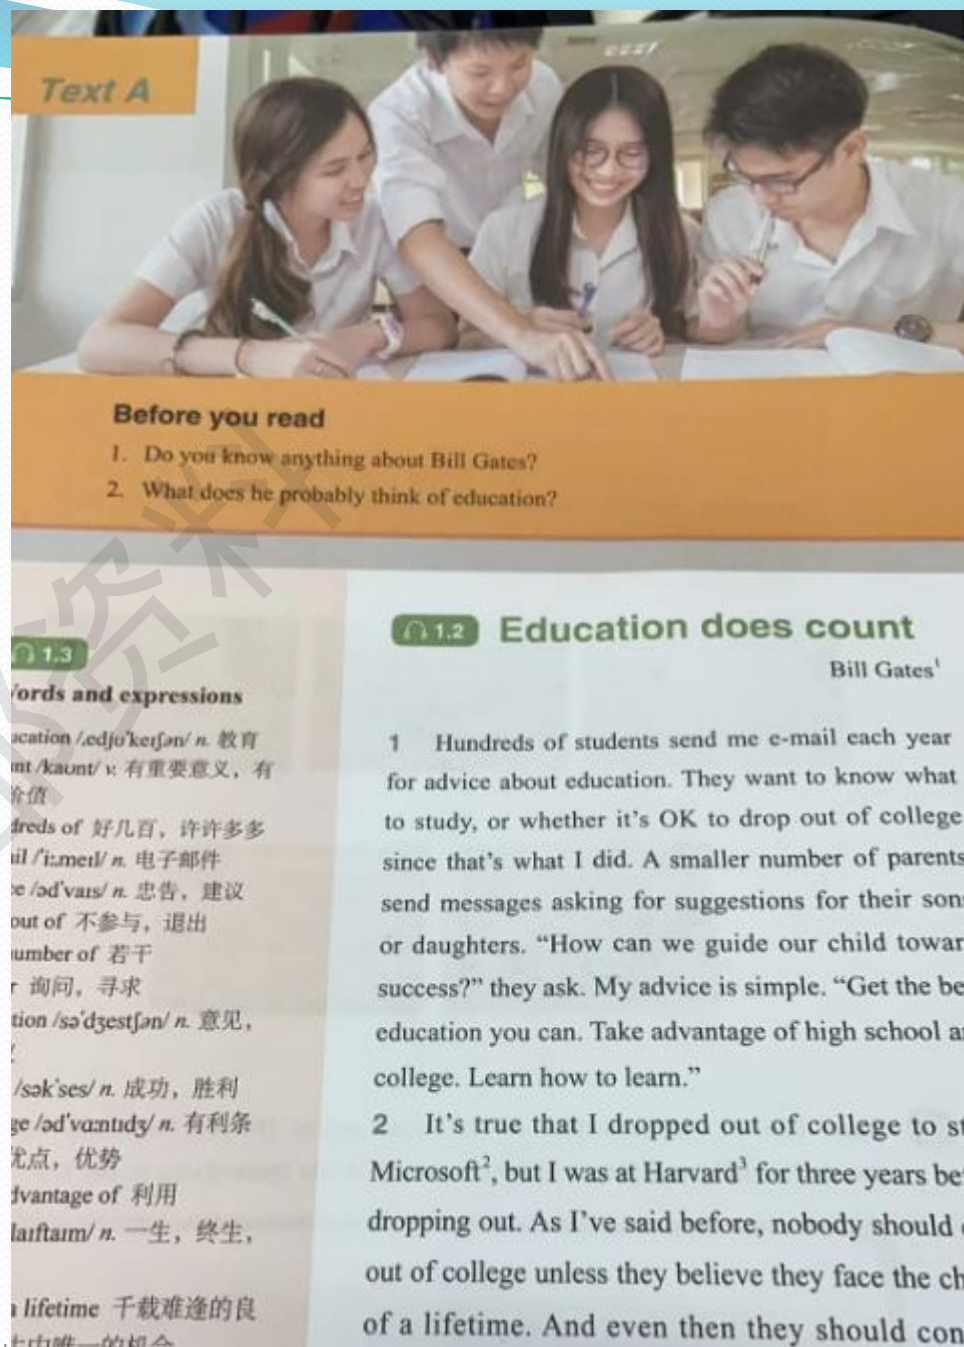 Text A
Before you read
1. Do you know anything about Bill Gates?
2. What does he probably think of education?
1.3
Words and expressions
ucation /ˌedjʊˈkeɪʃən/ n. 教育
nt /kaʊnt/ v. 有重要意义，有
价值
dreds of 好几百，许许多多
ail /ˈiːmeɪl/ n. 电子邮件
ce /ədˈvaɪs/ n. 忠告，建议
out of 不参与，退出
umber of 若干
r 询问，寻求
tion /səˈdʒestʃən/ n. 意见，
/səkˈses/ n. 成功，胜利
ge /ədˈvɑːntɪdʒ/ n. 有利条
优点，优势
dvantage of 利用
laɪftaɪm/ n. 一生，终生，
a lifetime 千载难逢的良
1.2 Education does count
Bill Gates¹
1 Hundreds of students send me e-mail each year
for advice about education. They want to know what
to study, or whether it's OK to drop out of college
since that's what I did. A smaller number of parents
send messages asking for suggestions for their son
or daughters. “How can we guide our child towar
success?” they ask. My advice is simple. “Get the be
education you can. Take advantage of high school a
college. Learn how to learn.”
2 It's true that I dropped out of college to st
Microsoft², but I was at Harvard³ for three years be
dropping out. As I've said before, nobody should
out of college unless they believe they face the ch
of a lifetime. And even then they should con
资料